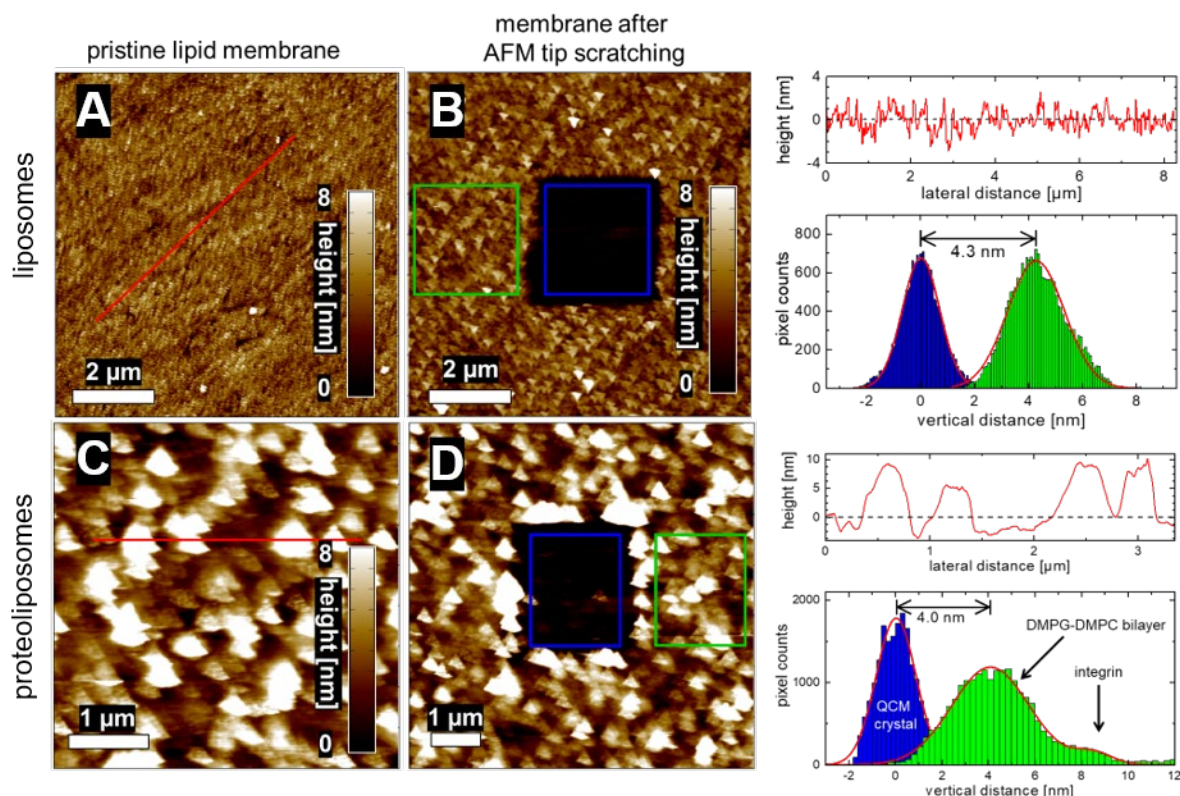 pristine lipid membrane
membrane after
AFM tip scratching
liposomes
A
8
height [nm]
0
2 µm
B
8
height [nm]
0
2 µm
4
0
-4
height [nm]
0 2 4 6 8
lateral distance [µm]
800
600
400
200
0
pixel counts
4.3 nm
-2 0 2 4 6 8
vertical distance [nm]
proteoliposomes
C
8
height [nm]
0
1 µm
D
1 µm
10
5
0
height [nm]
0 1 2 3
lateral distance [µm]
2000
1000
0
pixel counts
4.0 nm
DMPG-DMPC bilayer
integrin
QCM
crystal
-2 0 2 4 6 8 10 12
vertical distance [nm]